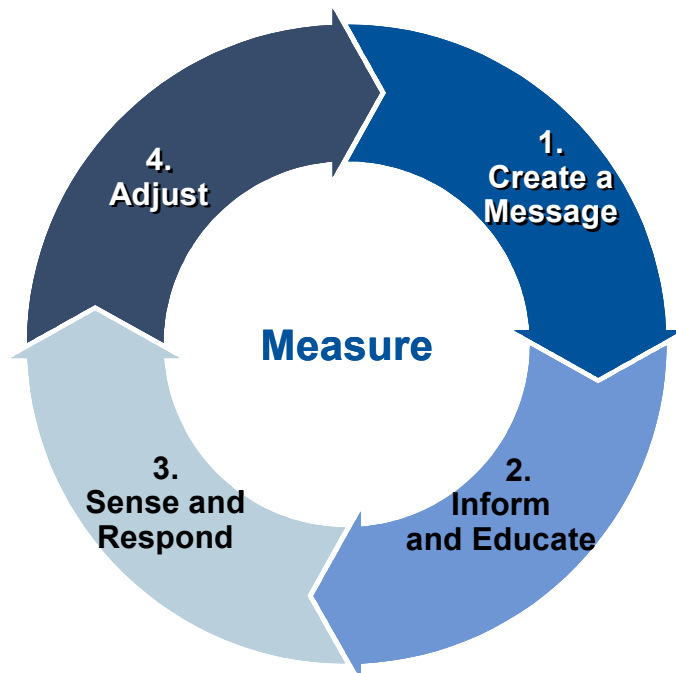 1.
Create a
Message
2.
Inform
and Educate
3.
Sense and
Respond
4.
Adjust
Measure